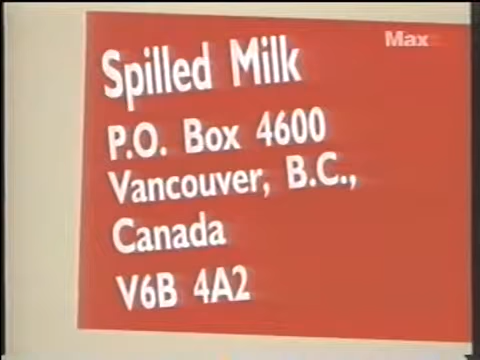 Max
Spilled Milk
P.O. Box 4600
Vancouver, B.C.,
Canada
V6B 4A2